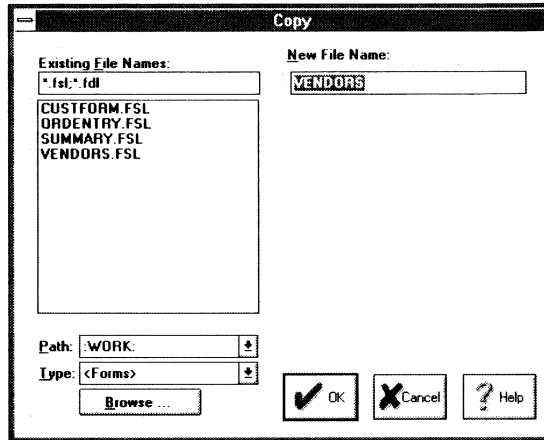 Copy
Existing File Names:
*.fsl;*.fdl
CUSTFORM.FSL
ORDENTRY.FSL
SUMMARY.FSL
VENDORS.FSL
New File Name:
VENDORS
Path: :WORK:
Type: <Forms>
Browse ...
OK
Cancel
? Help